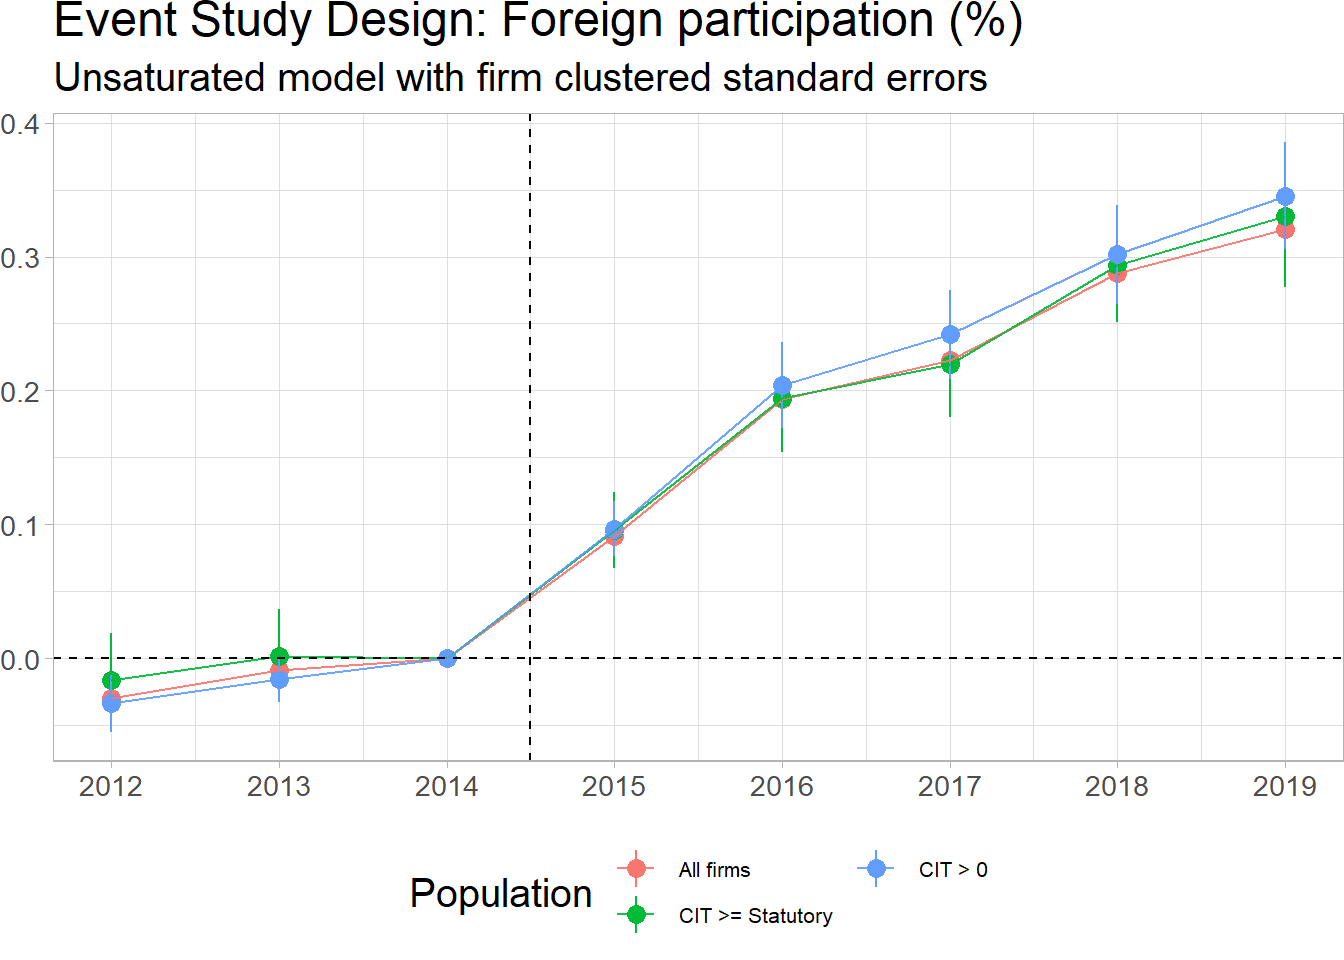 Event Study Design: Foreign participation (%)
Unsaturated model with firm clustered standard errors
0.4
0.3
0.2
0.1
0.0
2012 2013 2014 2015 2016 2017 2018 2019
Population
All firms
CIT > 0
CIT >= Statutory